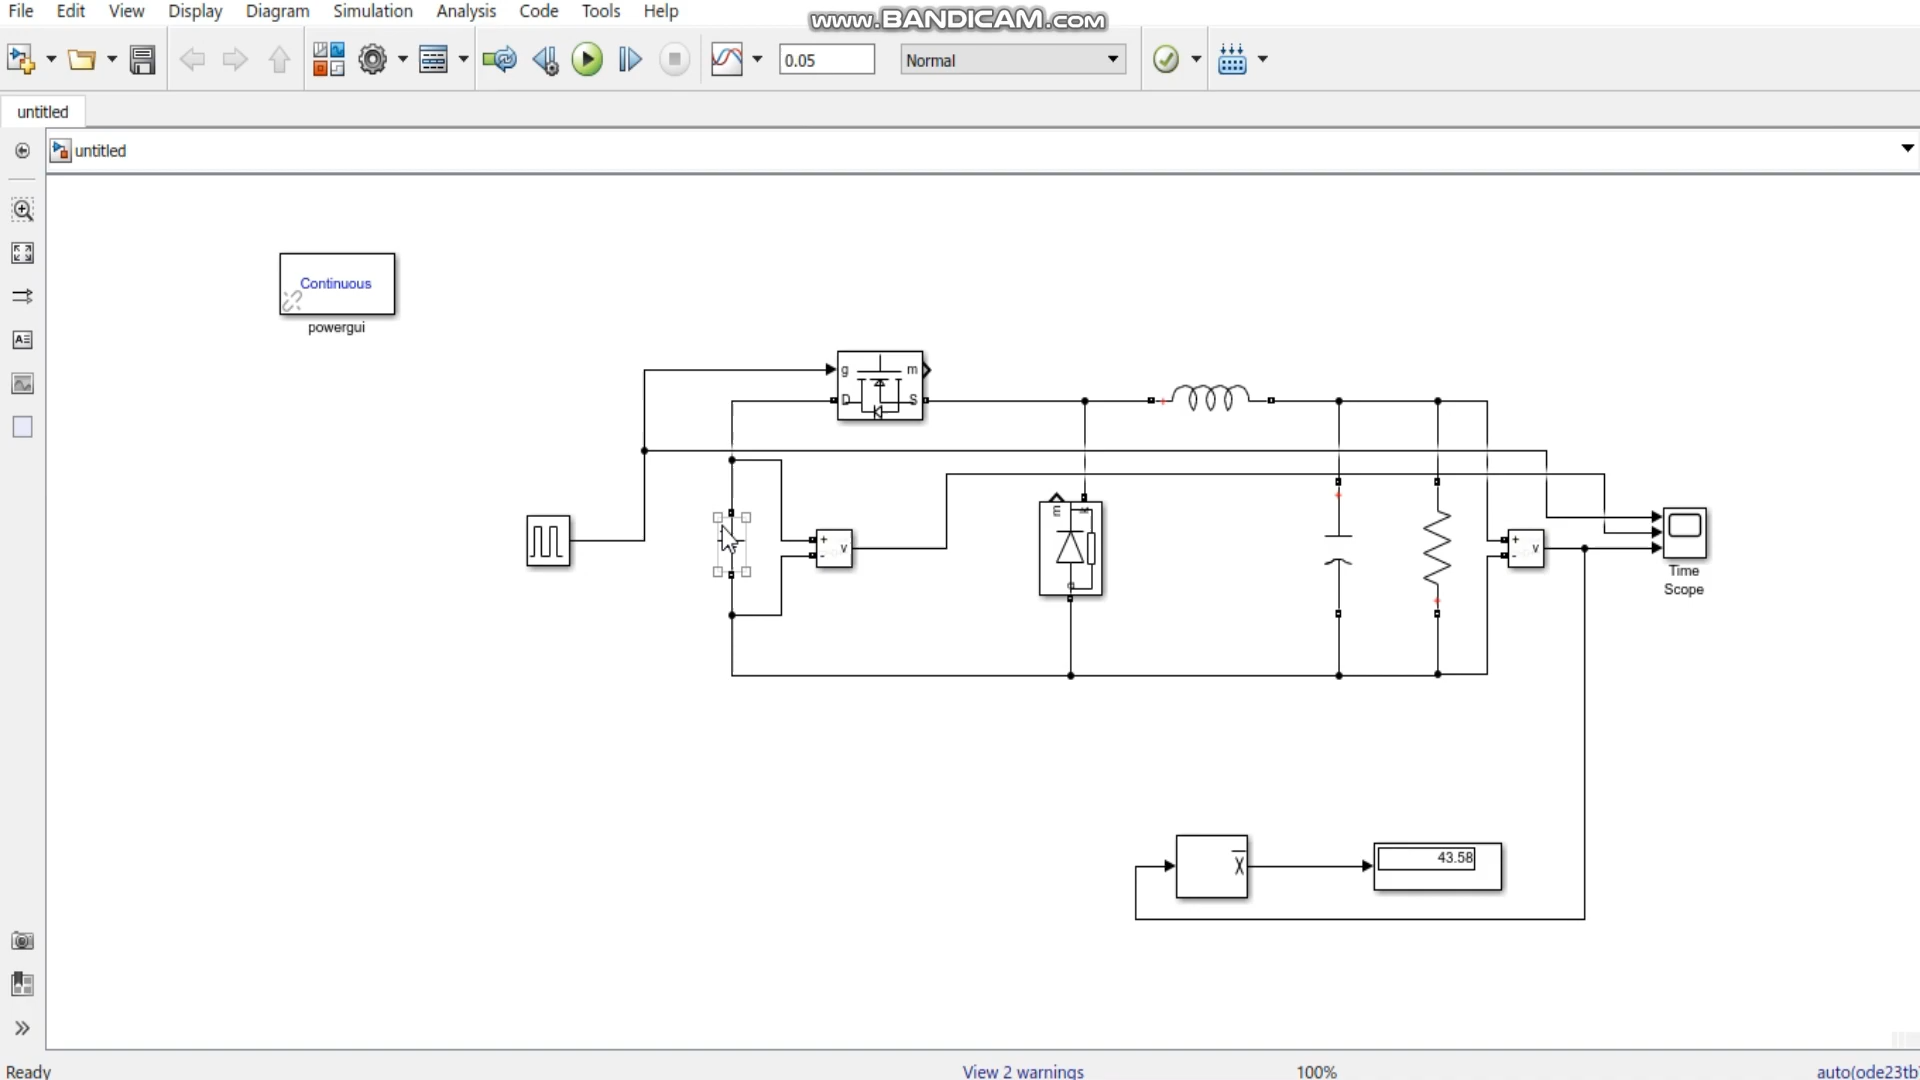 File Edit View Display Diagram Simulation Analysis Code Tools Help
www.BANDICAM.com
0.05 Normal
untitled
untitled
Continuous
powergui
g m
D S
+
-
v
m
a
+
-
v
Time
Scope
X
43.58
Ready View 2 warnings 100% auto(ode23tb